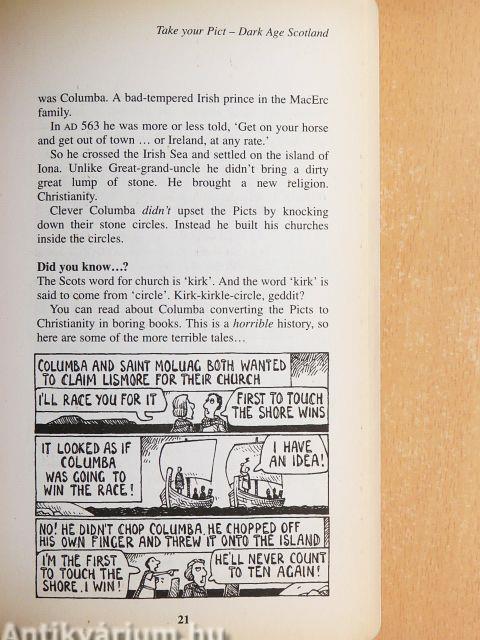 Take your Pict – Dark Age Scotland
was Columba. A bad-tempered Irish prince in the MacErc
family.
In AD 563 he was more or less told, ‘Get on your horse
and get out of town … or Ireland, at any rate.’
So he crossed the Irish Sea and settled on the island of
Iona. Unlike Great-grand-uncle he didn’t bring a dirty
great lump of stone. He brought a new religion.
Christianity.
Clever Columba didn’t upset the Picts by knocking
down their stone circles. Instead he built his churches
inside the circles.
Did you know…?
The Scots word for church is ‘kirk’. And the word ‘kirk’ is
said to come from ‘circle’. Kirk-kirkle-circle, geddit?
You can read about Columba converting the Picts to
Christianity in boring books. This is a horrible history, so
here are some of the more terrible tales…
COLUMBA AND SAINT MOLUAG BOTH WANTED
TO CLAIM LISMORE FOR THEIR CHURCH
I'LL RACE YOU FOR IT
FIRST TO TOUCH
THE SHORE WINS
IT LOOKED AS IF
COLUMBA
WAS GOING TO
WIN THE RACE!
I HAVE
AN IDEA!
NO! HE DIDN'T CHOP COLUMBA, HE CHOPPED OFF
HIS OWN FINGER AND THREW IT ONTO THE ISLAND
I'M THE FIRST
TO TOUCH THE
SHORE. I WIN!
HE'LL NEVER COUNT
TO TEN AGAIN!
21
Antikvárium.hu